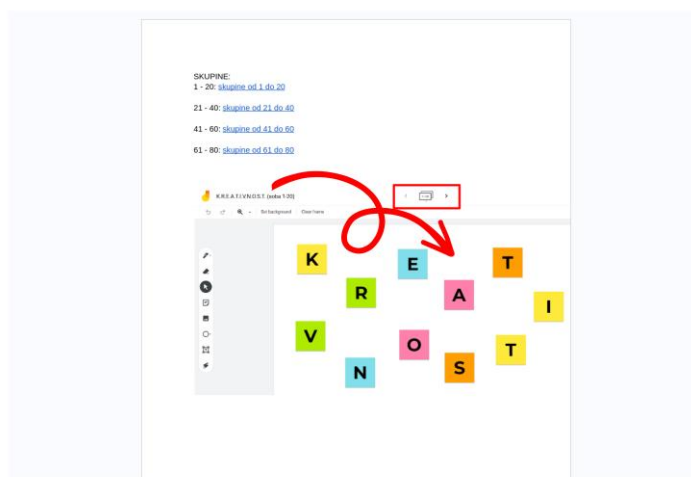 SKUPINE:
1 - 20: skupine od 1 do 20
21 - 40: skupine od 21 do 40
41 - 60: skupine od 41 do 60
61 - 80: skupine od 61 do 80
K R E A T I V N O S T (soba 1-20)
Set background Clear frame
K
E
T
R
A
I
V
O
T
N
S